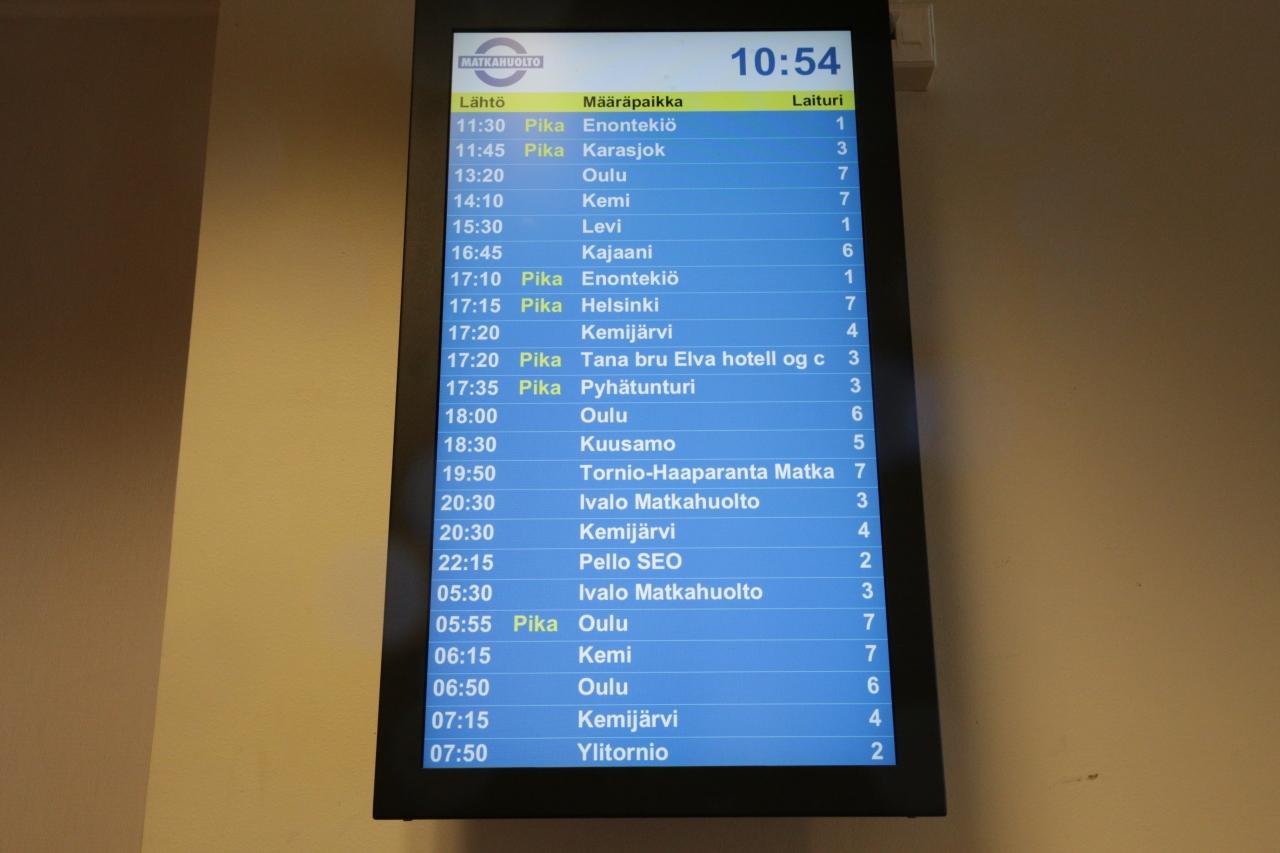 MATKAHUOLTO 10:54
Lähtö Määräpaikka Laituri
11:30 Pika Enontekiö 1
11:45 Pika Karasjok 3
13:20 Oulu 7
14:10 Kemi 7
15:30 Levi 1
16:45 Kajaani 6
17:10 Pika Enontekiö 1
17:15 Pika Helsinki 7
17:20 Kemijärvi 4
17:20 Pika Tana bru Elva hotell og c 3
17:35 Pika Pyhätunturi 3
18:00 Oulu 6
18:30 Kuusamo 5
19:50 Tornio-Haaparanta Matka 7
20:30 Ivalo Matkahuolto 3
20:30 Kemijärvi 4
22:15 Pello SEO 2
05:30 Ivalo Matkahuolto 3
05:55 Pika Oulu 7
06:15 Kemi 7
06:50 Oulu 6
07:15 Kemijärvi 4
07:50 Ylitornio 2